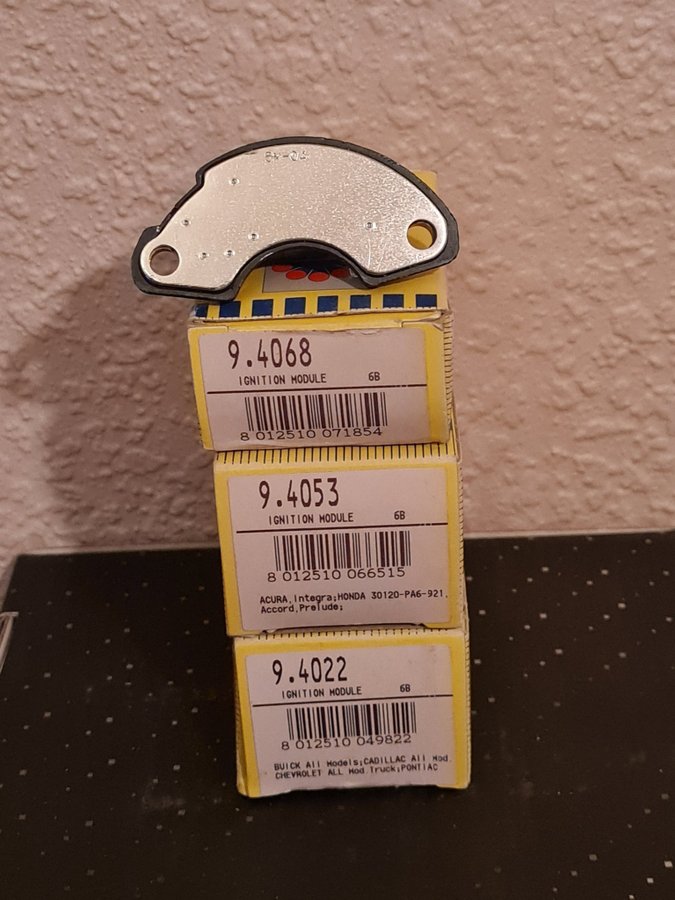 9.4068
IGNITION MODULE 6B
8 012510 071854
9.4053
IGNITION MODULE 6B
8 012510 066515
ACURA,Integra;HONDA 30120-PA6-921,
Accord,Prelude;
9.4022
IGNITION MODULE 6B
8 012510 049822
BUICK All Models;CADILLAC All Mod,
CHEVROLET ALL Mod Truck;PONTIAC